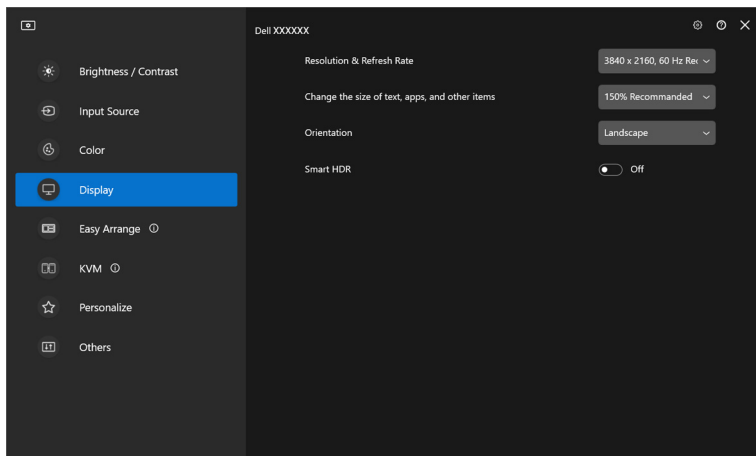 Dell XXXXXX
Brightness / Contrast
Input Source
Color
Display
Easy Arrange
KVM
Personalize
Others
Resolution & Refresh Rate
3840 x 2160, 60 Hz Rec
Change the size of text, apps, and other items
150% Recommanded
Orientation
Landscape
Smart HDR
Off